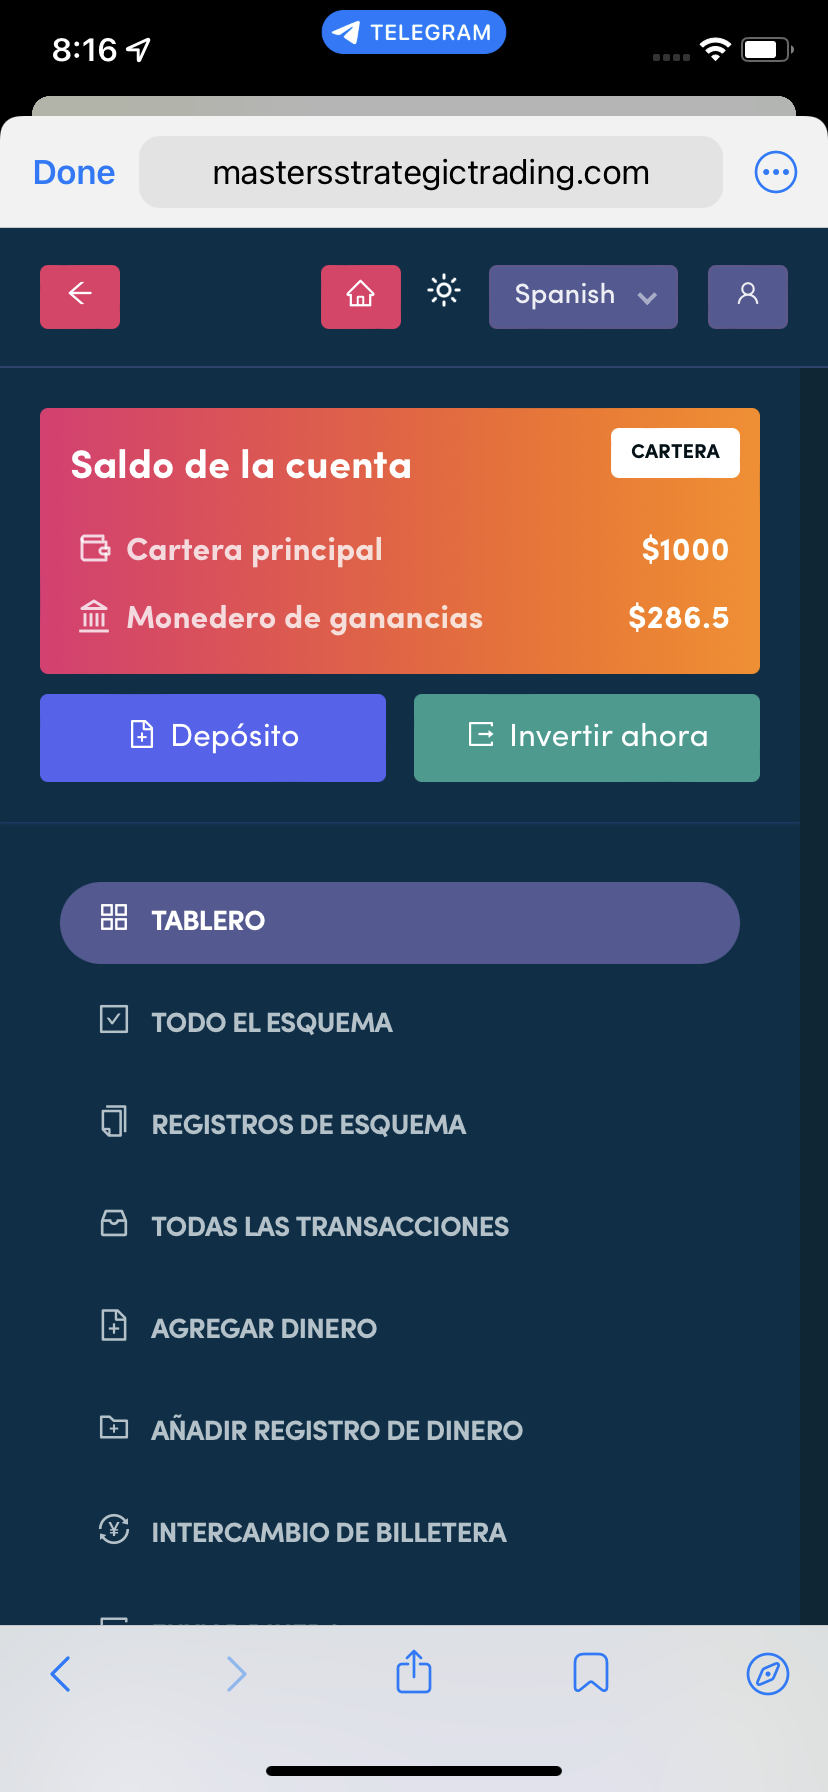 8:16
TELEGRAM
Done
mastersstrategictrading.com
Spanish
Saldo de la cuenta
CARTERA
Cartera principal
$1000
Monedero de ganancias
$286.5
Depósito
Invertir ahora
TABLERO
TODO EL ESQUEMA
REGISTROS DE ESQUEMA
TODAS LAS TRANSACCIONES
AGREGAR DINERO
AÑADIR REGISTRO DE DINERO
INTERCAMBIO DE BILLETERA